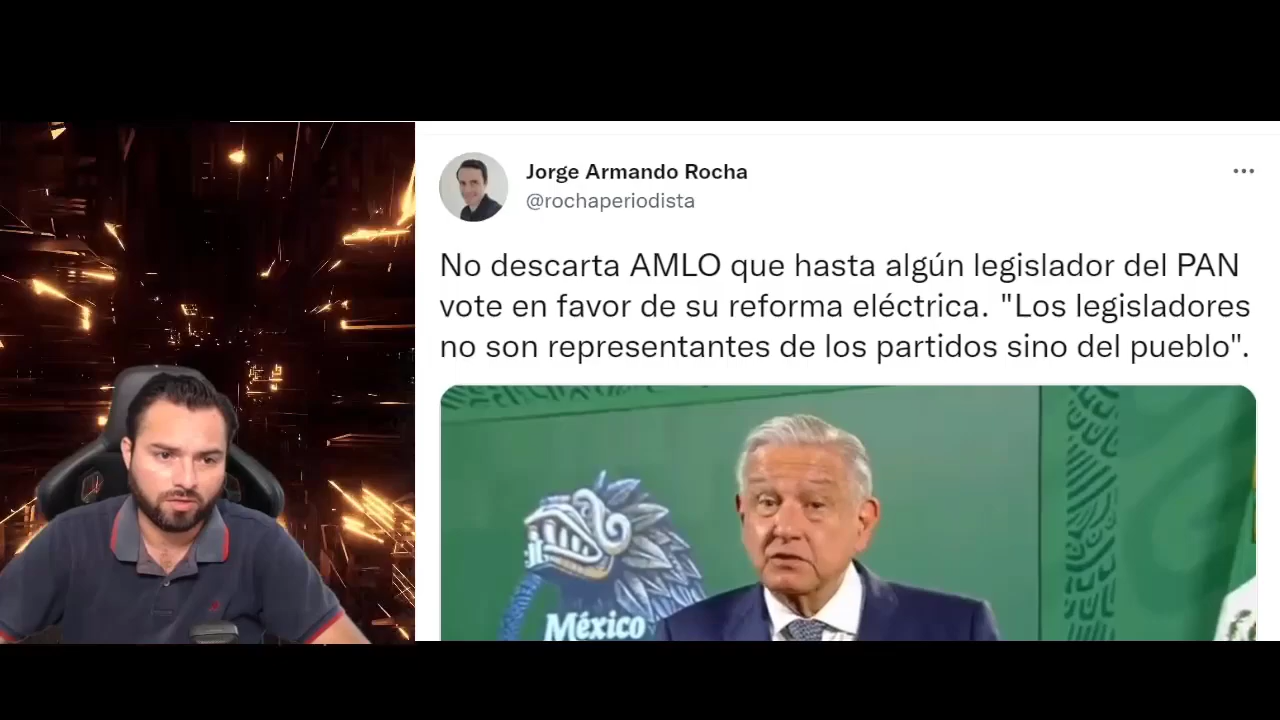 Jorge Armando Rocha
@rochaperiodista
No descarta AMLO que hasta algún legislador del PAN
vote en favor de su reforma eléctrica. "Los legisladores
no son representantes de los partidos sino del pueblo".
México